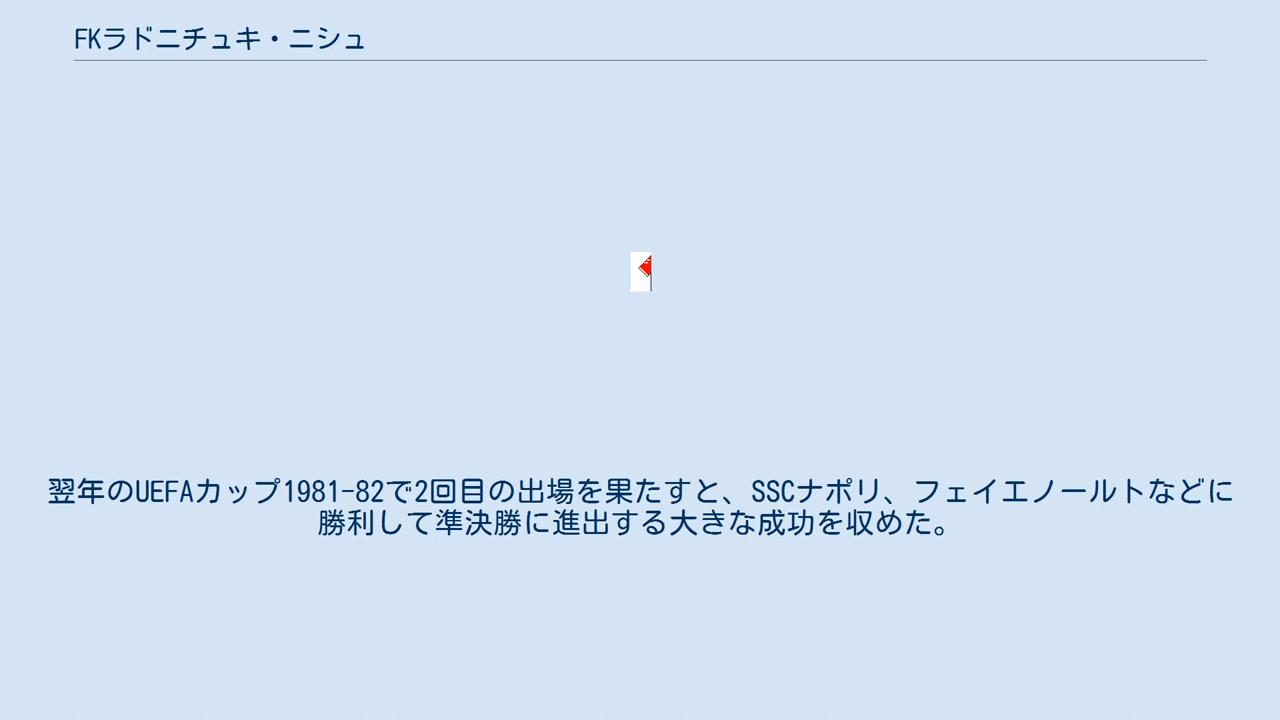 FKラドニチュキ・ニシュ
翌年のUEFAカップ1981-82で2回目の出場を果たすと、SSCナポリ、フェイエノールトなどに
勝利して準決勝に進出する大きな成功を収めた。